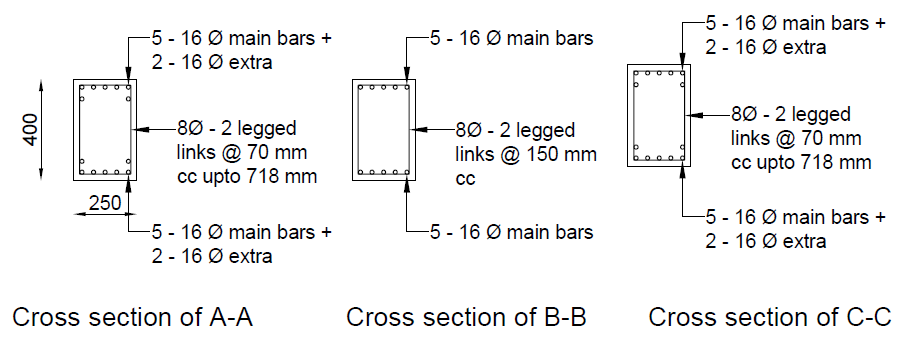 5 - 16 Ø main bars +
2 - 16 Ø extra
400
8Ø - 2 legged
links @ 70 mm
cc upto 718 mm
250
5 - 16 Ø main bars +
2 - 16 Ø extra
Cross section of A-A
5 - 16 Ø main bars
8Ø - 2 legged
links @ 150 mm
cc
5 - 16 Ø main bars
Cross section of B-B
5 - 16 Ø main bars +
2 - 16 Ø extra
8Ø - 2 legged
links @ 70 mm
cc upto 718 mm
5 - 16 Ø main bars +
2 - 16 Ø extra
Cross section of C-C